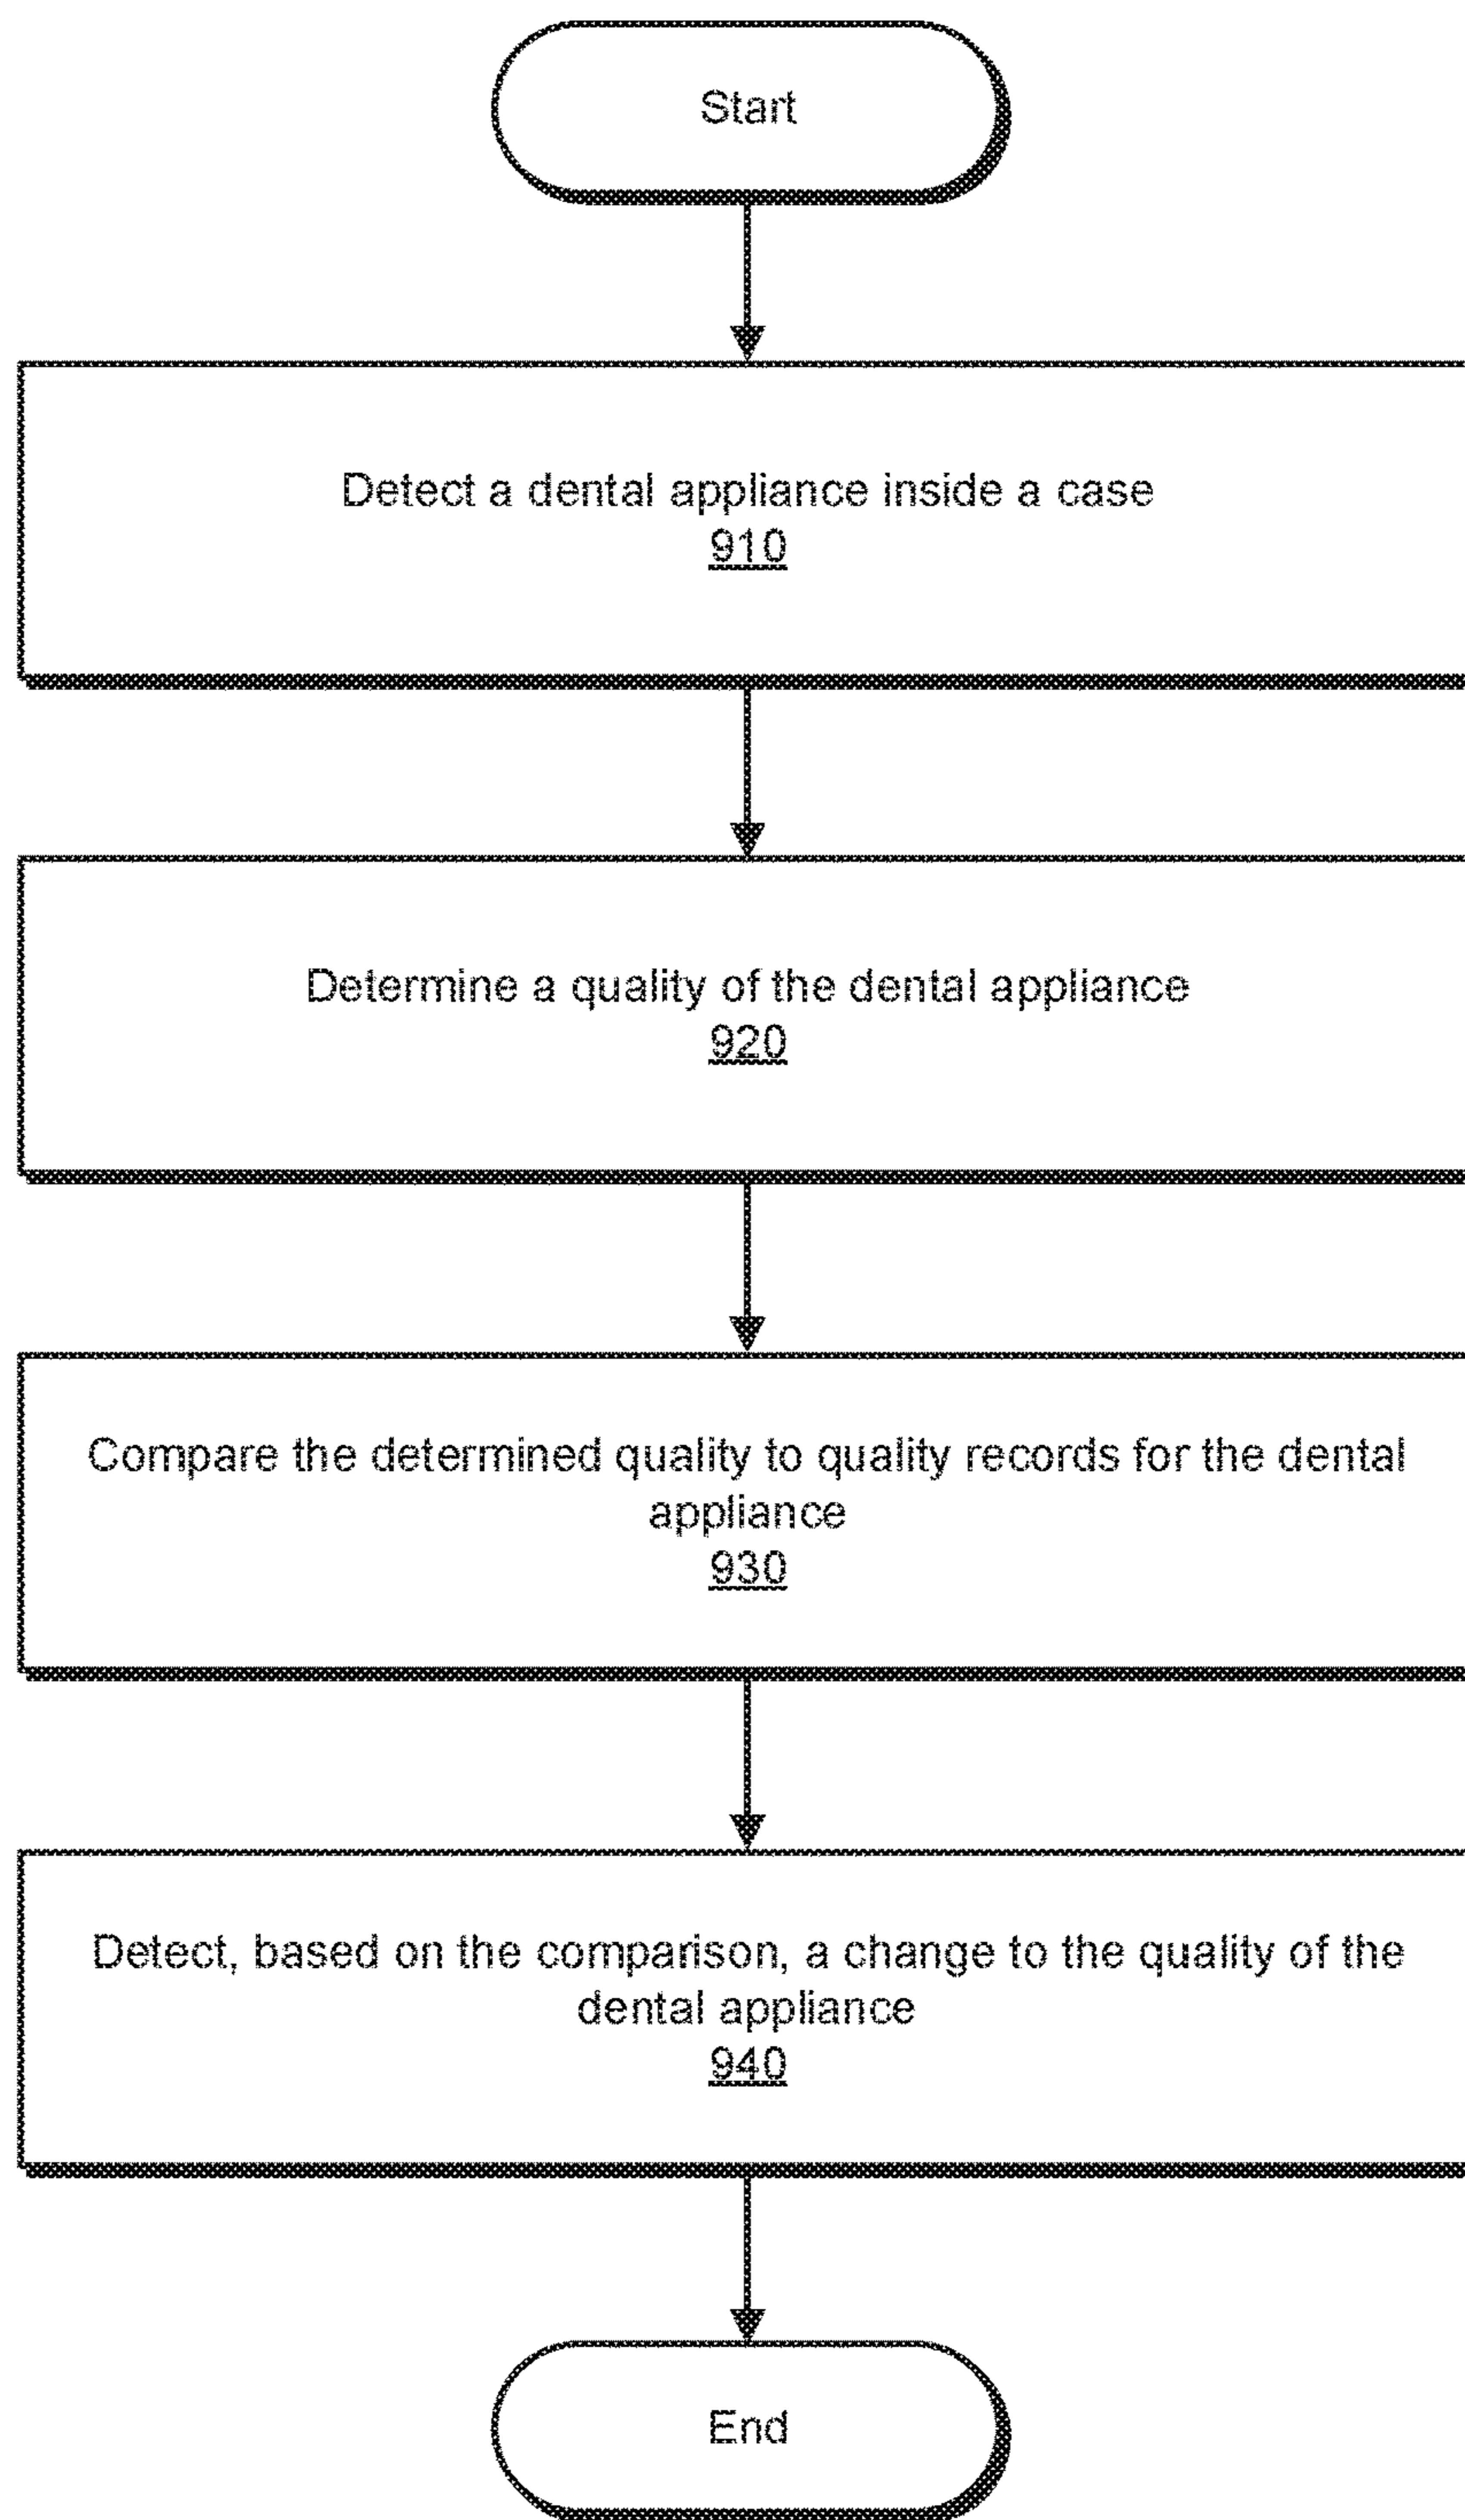 Start
Detect a dental appliance inside a case
910
Determine a quality of the dental appliance
920
Compare the determined quality to quality records for the dental
appliance
930
Detect, based on the comparison, a change to the quality of the
dental appliance
940
End